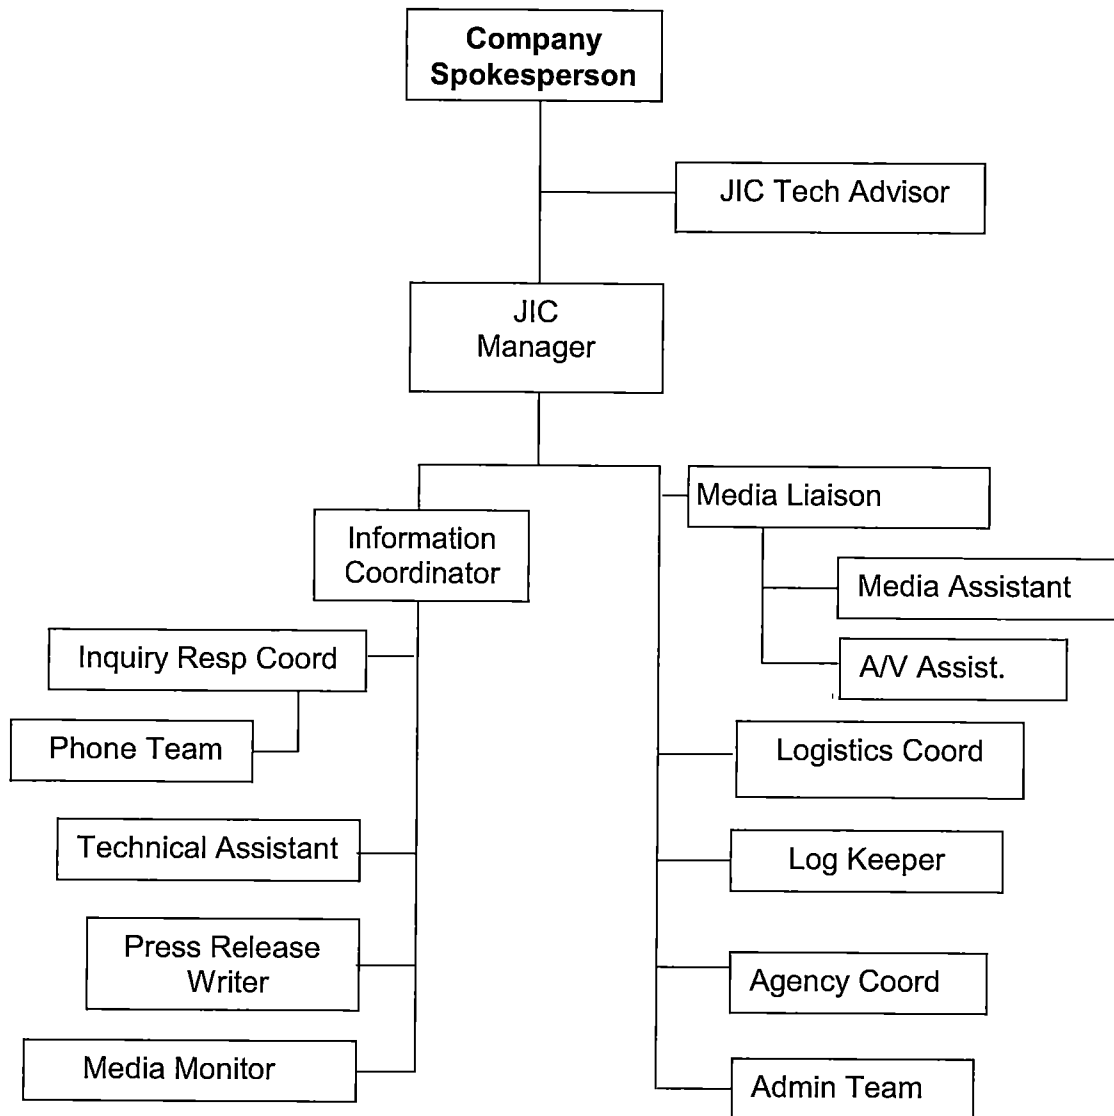 Company
Spokesperson
JIC Tech Advisor
JIC
Manager
Media Liaison
Information
Coordinator
Media Assistant
Inquiry Resp Coord
A/V Assist.
Phone Team
Logistics Coord
Technical Assistant
Log Keeper
Press Release
Writer
Agency Coord
Media Monitor
Admin Team